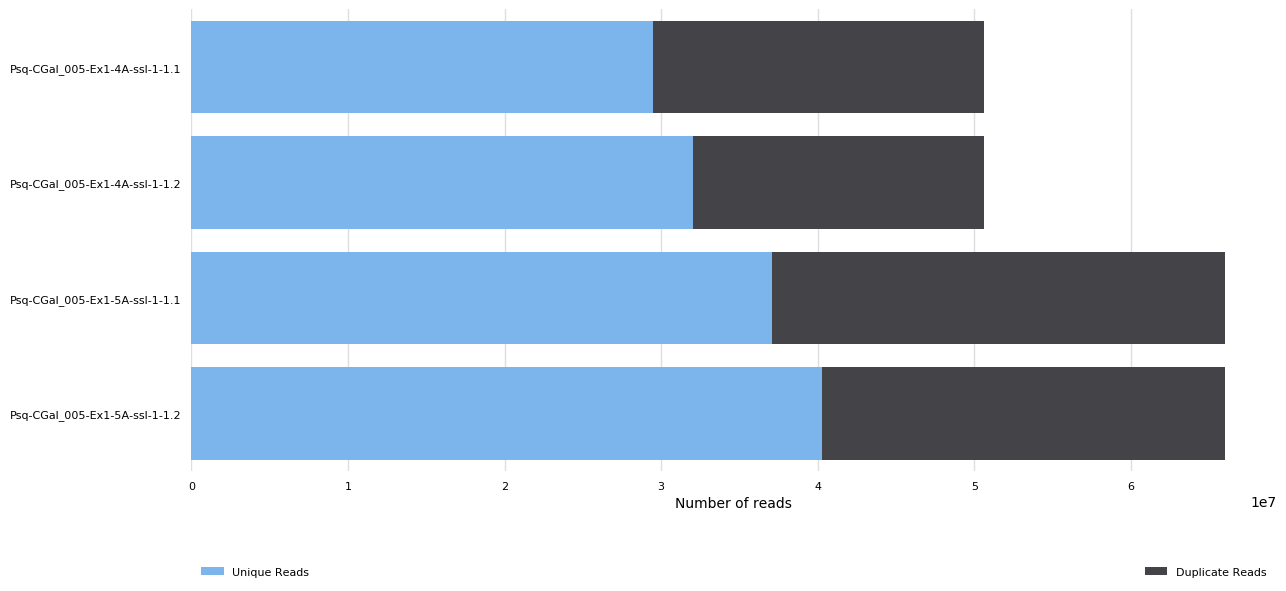 Psq-CGal_005-Ex1-4A-ssl-1-1.1
Psq-CGal_005-Ex1-4A-ssl-1-1.2
Psq-CGal_005-Ex1-5A-ssl-1-1.1
Psq-CGal_005-Ex1-5A-ssl-1-1.2
0 1 2 3 4 5 6
Number of reads 1e7
Unique Reads Duplicate Reads